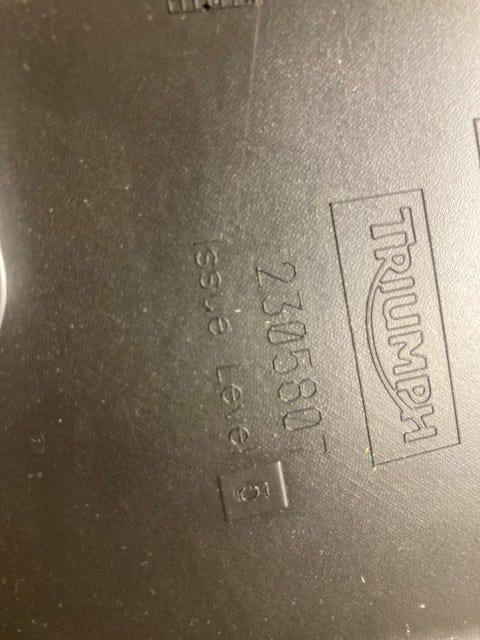 TRIUMPH
2305807
Issue Level 5